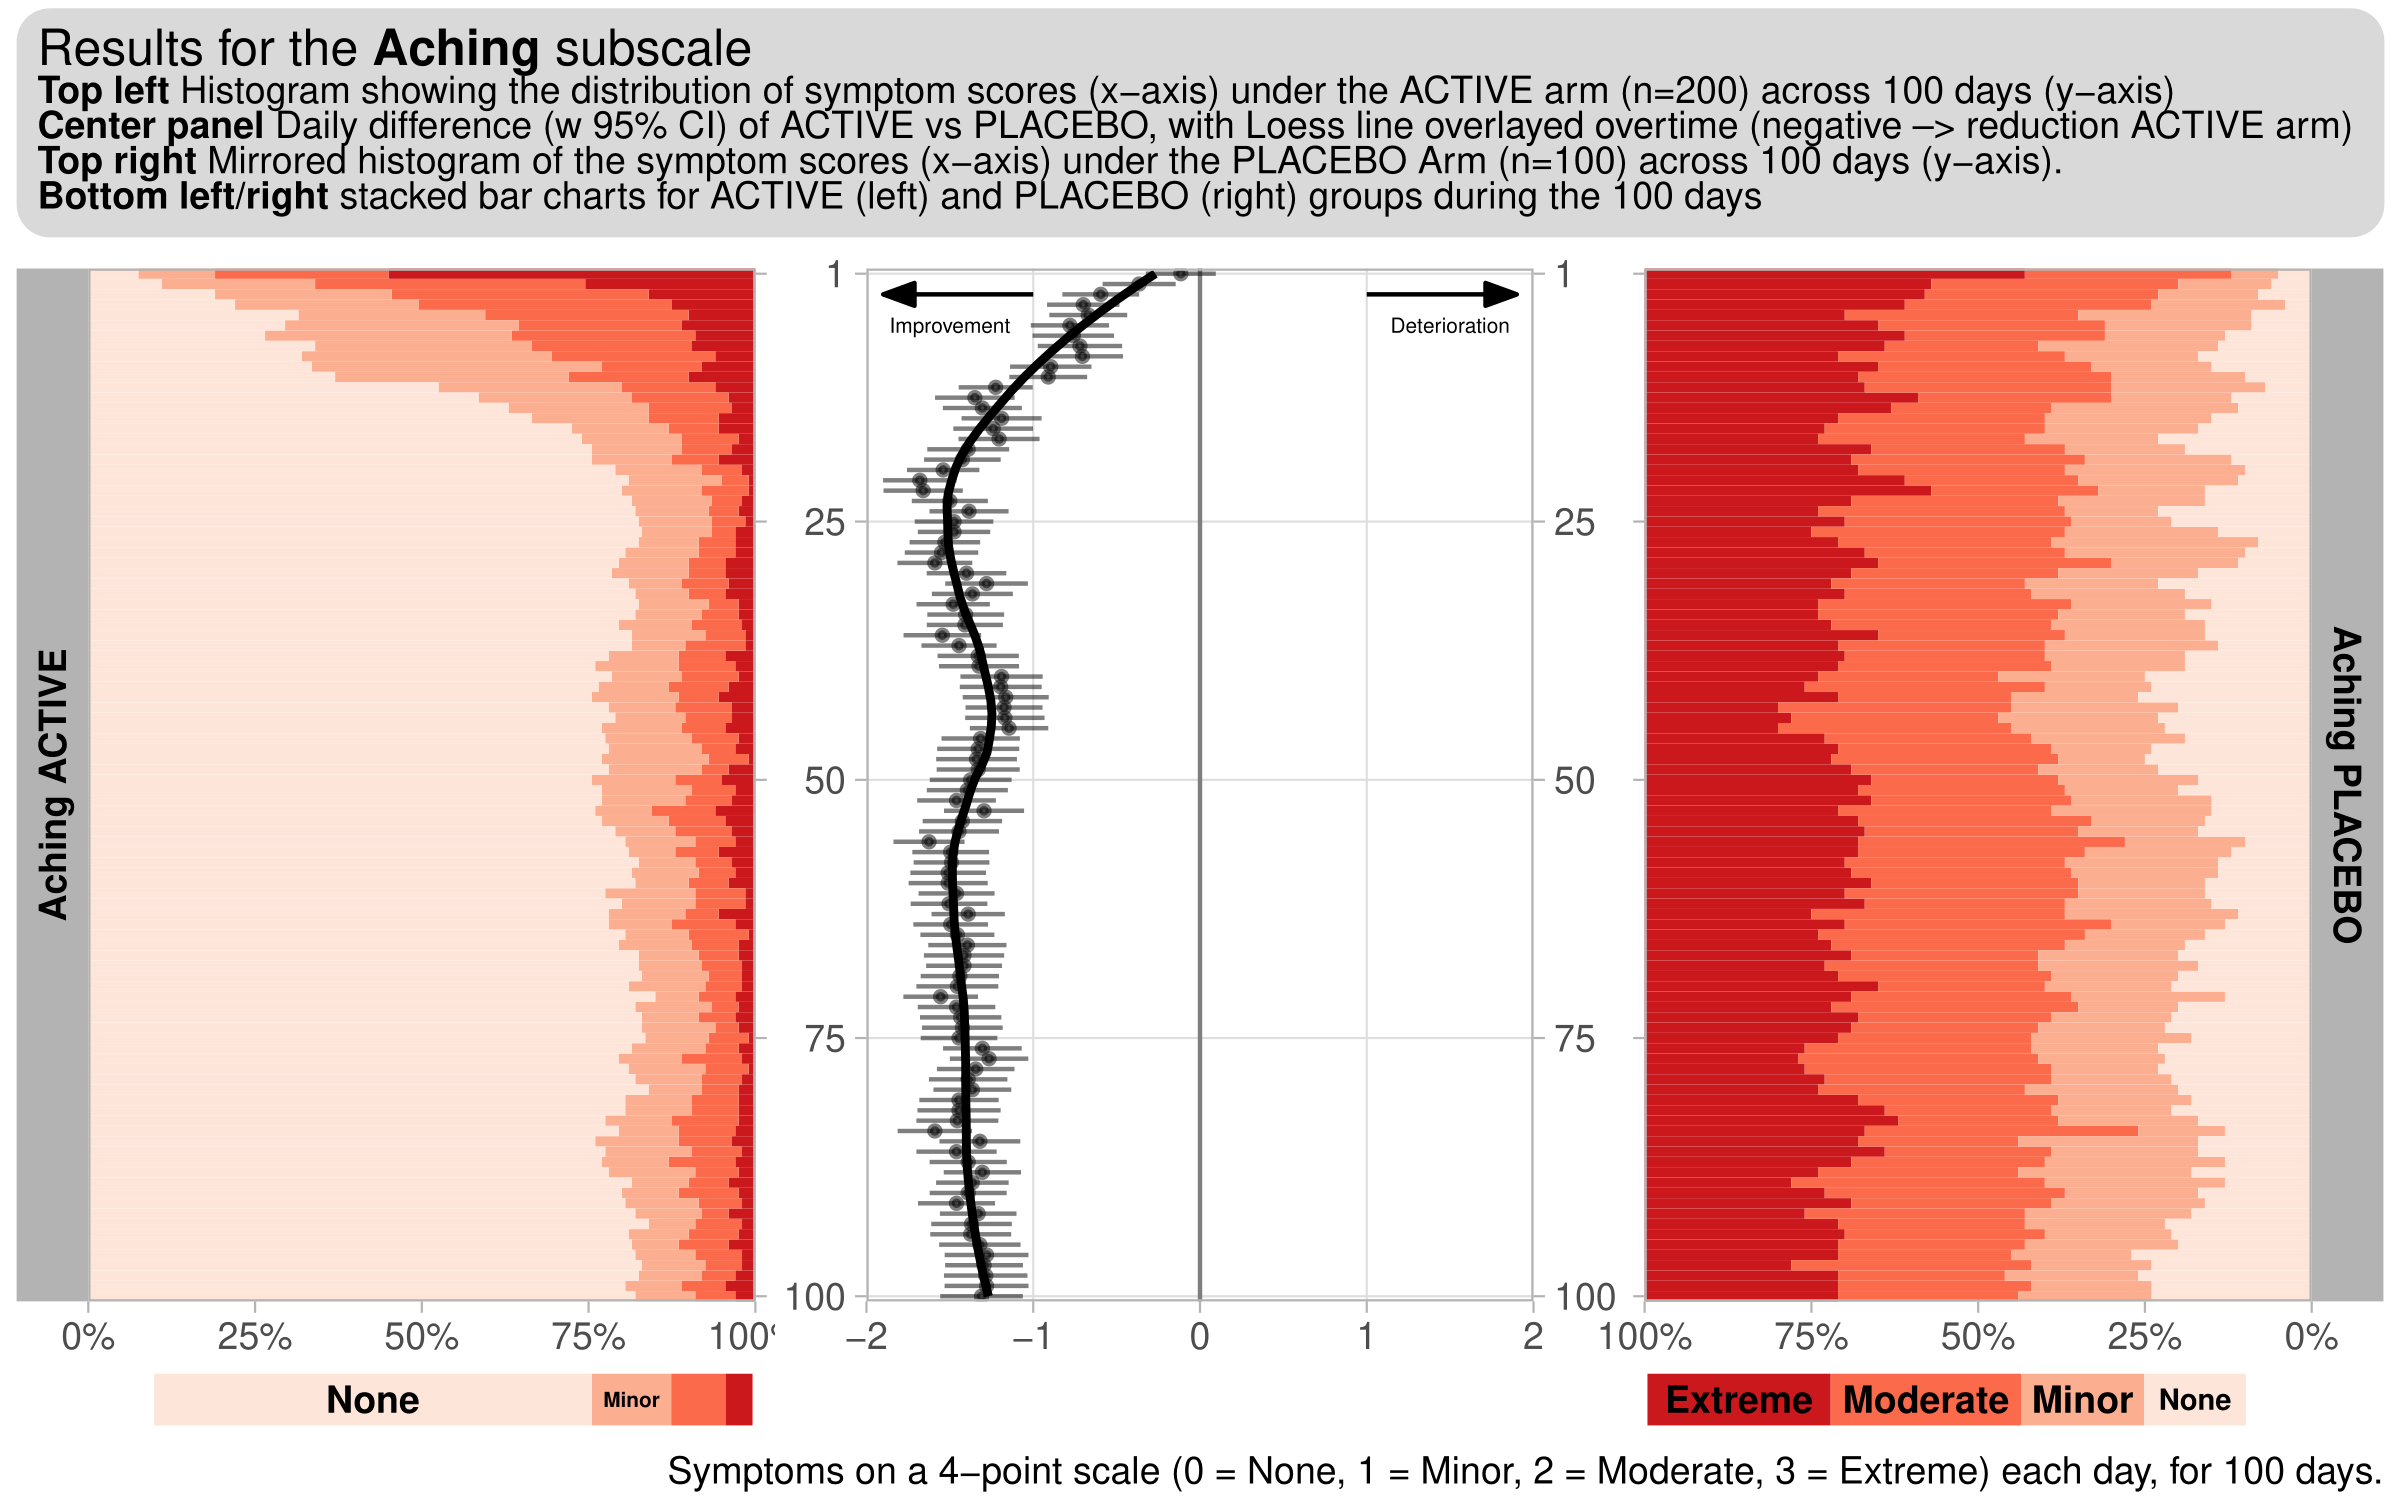 Results for the Aching subscale
Top left Histogram showing the distribution of symptom scores (x−axis) under the ACTIVE arm (n=200) across 100 days (y−axis)
Center panel Daily difference (w 95% CI) of ACTIVE vs PLACEBO, with Loess line overlayed overtime (negative −> reduction ACTIVE arm)
Top right Mirrored histogram of the symptom scores (x−axis) under the PLACEBO Arm (n=100) across 100 days (y−axis).
Bottom left/right stacked bar charts for ACTIVE (left) and PLACEBO (right) groups during the 100 days
Aching ACTIVE
0%
25%
50%
75%
100%
None
Minor
1
25
50
75
100
Improvement
Deterioration
−2
−1
0
1
2
1
25
50
75
100
Aching PLACEBO
100%
75%
50%
25%
0%
Extreme
Moderate
Minor
None
Symptoms on a 4−point scale (0 = None, 1 = Minor, 2 = Moderate, 3 = Extreme) each day, for 100 days.